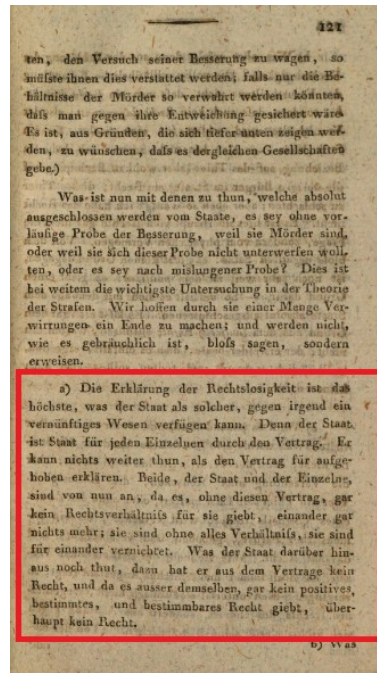 121
ten, den Versuch seiner Besserung zu wagen, so
müſste ihnen dies verstattet werden; falls nur die Be-
hältnisse der Mörder so verwahrt werden könnten,
daſs man gegen ihre Entweichung gesichert wäre.
Es ist, aus Gründen, die sich tiefer unten zeigen wer-
den, zu wünschen, daſs es dergleichen Gesellschaften
gebe.)
Was ist nun mit denen zu thun, welche absolut
ausgeschlossen werden vom Staate, es sey ohne vor-
läufige Probe der Besserung, weil sie Mörder sind,
oder weil sie sich dieser Probe nicht unterwerfen woll-
ten, oder es sey nach mislungener Probe? Dies ist
bei weitem die wichtigste Untersuchung in der Theorie
der Strafen. Wir hoffen durch sie einer Menge Ver-
wirrungen ein Ende zu machen; und werden nicht,
wie es gebräuchlich ist, bloſs sagen, sondern
erweisen.
a) Die Erklärung der Rechtslosigkeit ist das
höchste, was der Staat als solcher, gegen irgend ein
vernünftiges Wesen verfügen kann. Denn der Staat
ist Staat für jeden Einzelnen durch den Vertrag. Er
kann nichts weiter thun, als den Vertrag für aufge-
hoben erklären. Beide, der Staat und der Einzelne,
sind von nun an, da es, ohne diesen Vertrag, gar
kein Rechtsverhältniſs für sie giebt, einander gar
nichts mehr; sie sind ohne alles Verhältniſs, sie sind
für einander vernichtet. Was der Staat darüber hin-
aus noch thut, dazu hat er aus dem Vertrage kein
Recht, und da es ausser demselben, gar kein positives,
bestimmtes, und bestimmbares Recht giebt, über-
haupt kein Recht.
b) Was